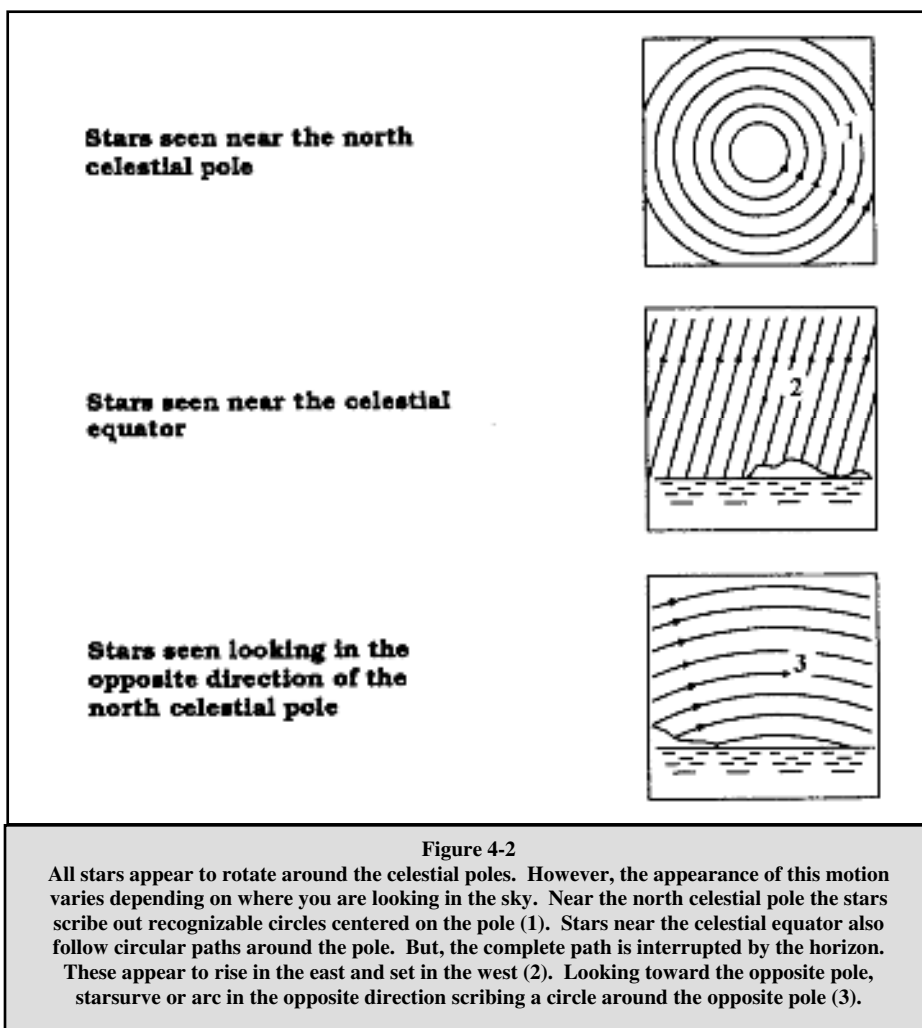 Stars seen near the north
celestial pole
1
Stars seen near the celestial
equator
2
Stars seen looking in the
opposite direction of the
north celestial pole
3
Figure 4-2
All stars appear to rotate around the celestial poles. However, the appearance of this motion
varies depending on where you are looking in the sky. Near the north celestial pole the stars
scribe out recognizable circles centered on the pole (1). Stars near the celestial equator also
follow circular paths around the pole. But, the complete path is interrupted by the horizon.
These appear to rise in the east and set in the west (2). Looking toward the opposite pole,
starsurve or arc in the opposite direction scribing a circle around the opposite pole (3).